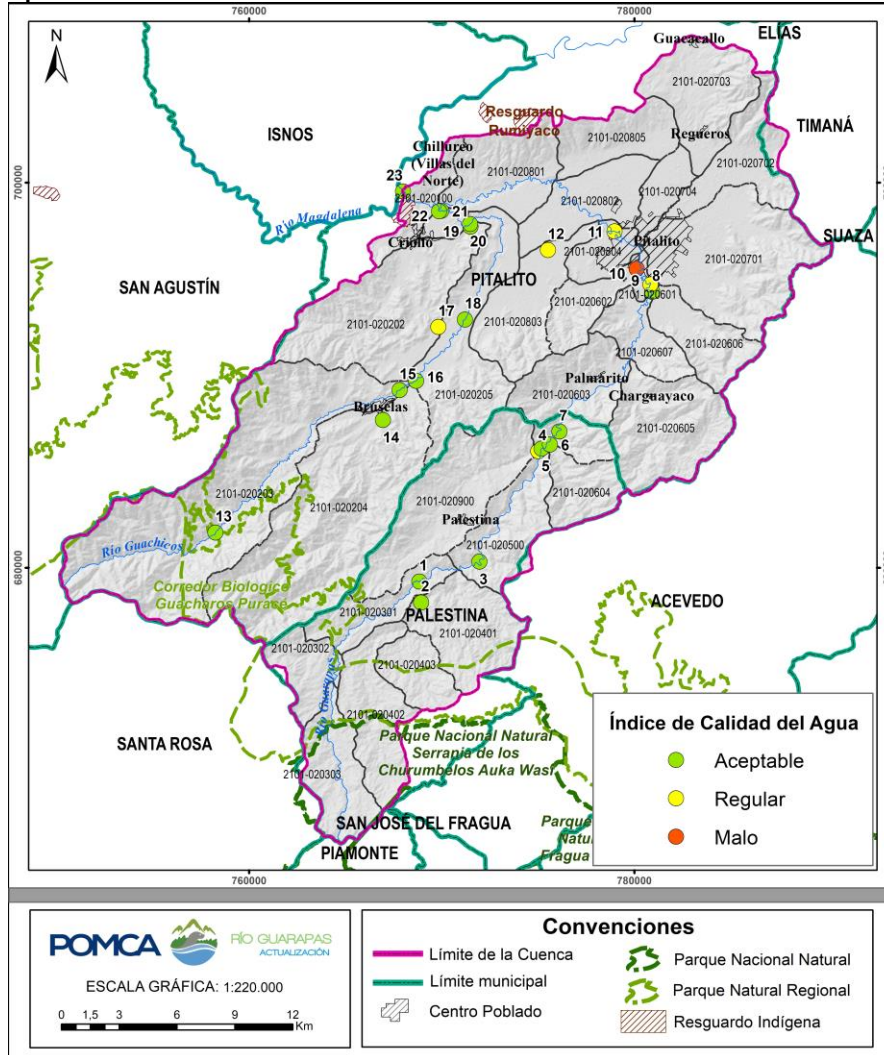 760000
780000
ELÍAS
Guacacallo
N
2101-020703
ISNOS
Resguardo
Rumiyaco
2101-020805
Regueros
TIMANÁ
Chillurco
(Villas del
Norte)
2101-020801
2101-020702
23
700000
700000
2101-020100
2101-020802
2101-020704
Río Magdalena
22
21
19
20
11
12
Pitalito
SUAZA
Criollo
2101-020804
2101-020701
PITALITO
10
9
8
SAN AGUSTÍN
2101-020601
18
17
2101-020602
2101-020202
2101-020803
2101-020606
2101-020607
15
16
2101-020205
Palmarito
2101-020603
Bruselas
Charguayaco
14
7
4
6
5
2101-020605
2101-020203
2101-020204
2101-020900
2101-020604
13
Palestina
Río Guachicos
2101-020500
680000
680000
1
2
3
Corredor Biologico
Guacharos Puracé
ACEVEDO
2101-020301
PALESTINA
2101-020401
2101-020302
2101-020403
Río Guarapas
2101-020402
SANTA ROSA
Parque Nacional Natural
Serranía de los
Churumbelos Auka Wasi
2101-020303
SAN JOSÉ DEL FRAGUA
PIAMONTE
Parque
Natu
Fragua
Índice de Calidad del Agua
Aceptable
Regular
Malo
760000
780000
POMCA
RÍO GUARAPAS
ACTUALIZACIÓN
ESCALA GRÁFICA: 1:220.000
0 1,5 3 6 9 12
Km
Convenciones
Límite de la Cuenca
Límite municipal
Centro Poblado
Parque Nacional Natural
Parque Natural Regional
Resguardo Indígena